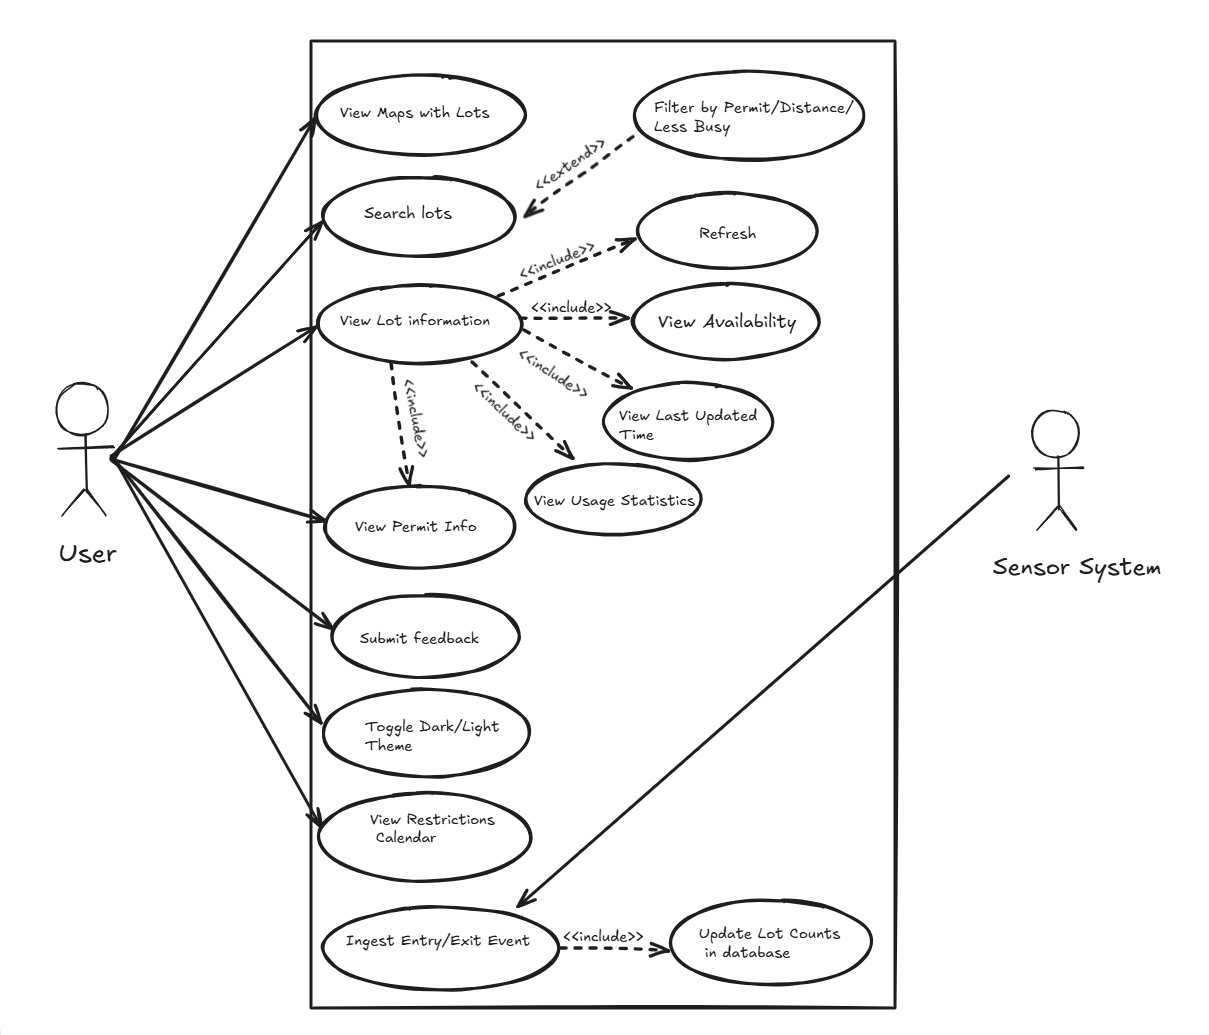 View Maps with Lots
Filter by Permit/Distance/
Less Busy
<<extend>>
Search lots
Refresh
<<include>>
View Lot information
<<include>>
View Availability
<<include>>
<<include>>
<<include>>
View Last Updated
Time
View Usage Statistics
View Permit Info
User
Sensor System
Submit feedback
Toggle Dark/Light
Theme
View Restrictions
Calendar
Ingest Entry/Exit Event
<<include>>
Update Lot Counts
in database